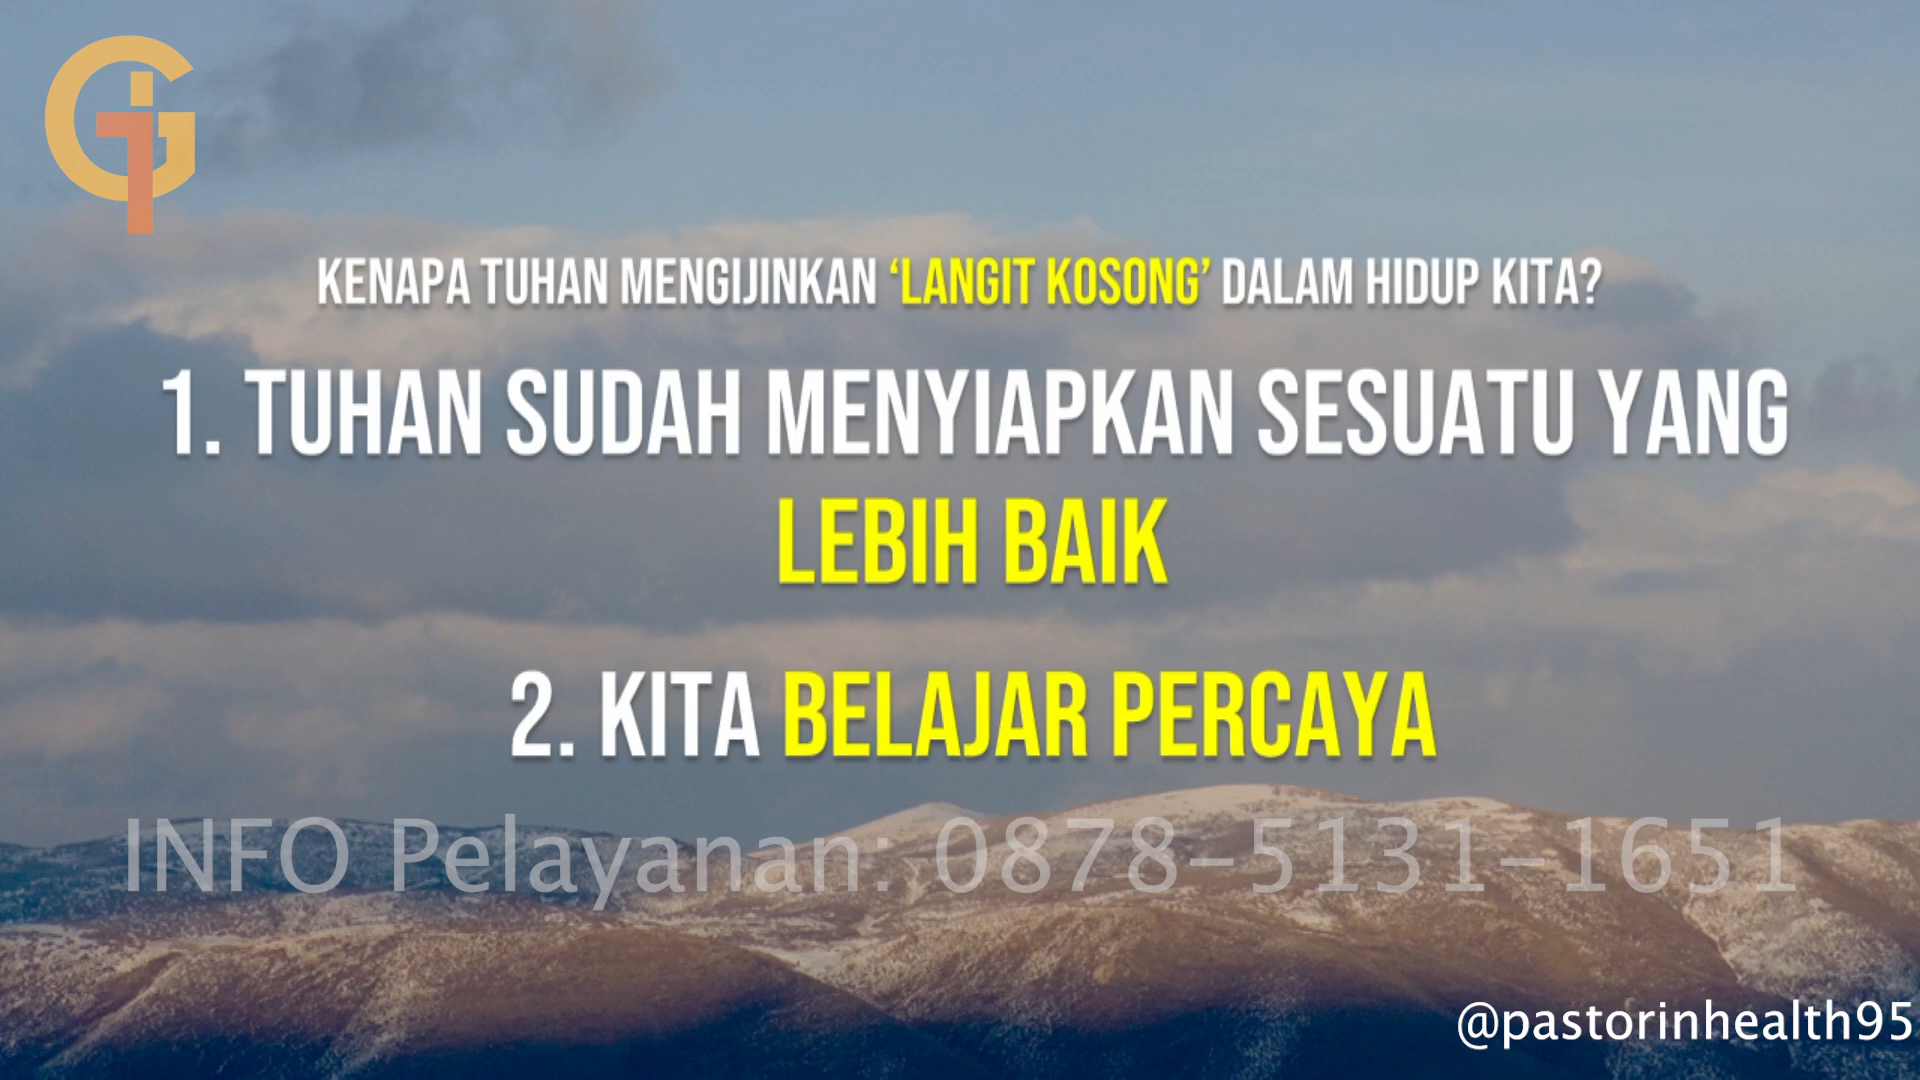 KENAPA TUHAN MENGIJINKAN ‘LANGIT KOSONG’ DALAM HIDUP KITA?
1. TUHAN SUDAH MENYIAPKAN SESUATU YANG
LEBIH BAIK
2. KITA BELAJAR PERCAYA
INFO Pelayanan: 0878-5131-1651
@pastorinhealth95